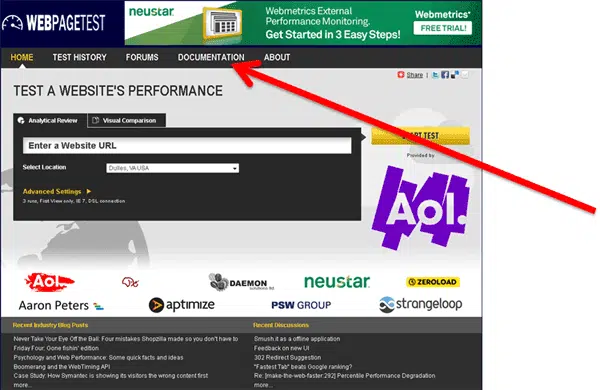 WEBPAGETEST
neustar
Webmetrics External
Performance Monitoring.
Get Started in 3 Easy Steps!
Webmetrics
FREE TRIAL!
HOME TEST HISTORY FORUMS DOCUMENTATION ABOUT
Share
TEST A WEBSITE'S PERFORMANCE
Analytical Review Visual Comparison
Enter a Website URL
TEST
Provided by
Select Location Dulles, VA USA
Advanced Settings
3 runs, First View only, IE 7, DSL connection
Aol.
Aol. DAEMON neustar ZEROLOAD
solutions ltd
Aaron Peters aptimize PSW GROUP strangeloop
Recent Industry Blog Posts Recent Discussions
Never Take Your Eye Off the Ball: Four mistakes Shopzilla made so you don't have to Smush.it as a offline application
Friday Four: Gone fishin' edition Feedback on new UI
Psychology and Web Performance: Some quick facts and ideas 302 Redirect Suggestion
Boomerang and the WebTiming API "Fastest Tab" beats Google ranking?
Case Study: How Symantec is showing its visitors the wrong content first Re: [make-the-web-faster:292] Percentile Performance Degradation
more... more...